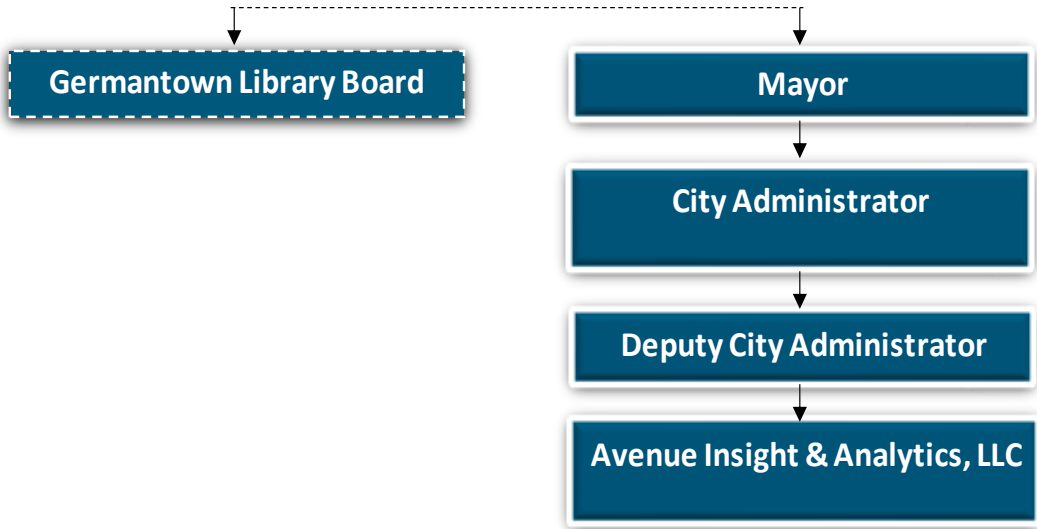 Germantown Library Board
Mayor
City Administrator
Deputy City Administrator
Avenue Insight & Analytics, LLC